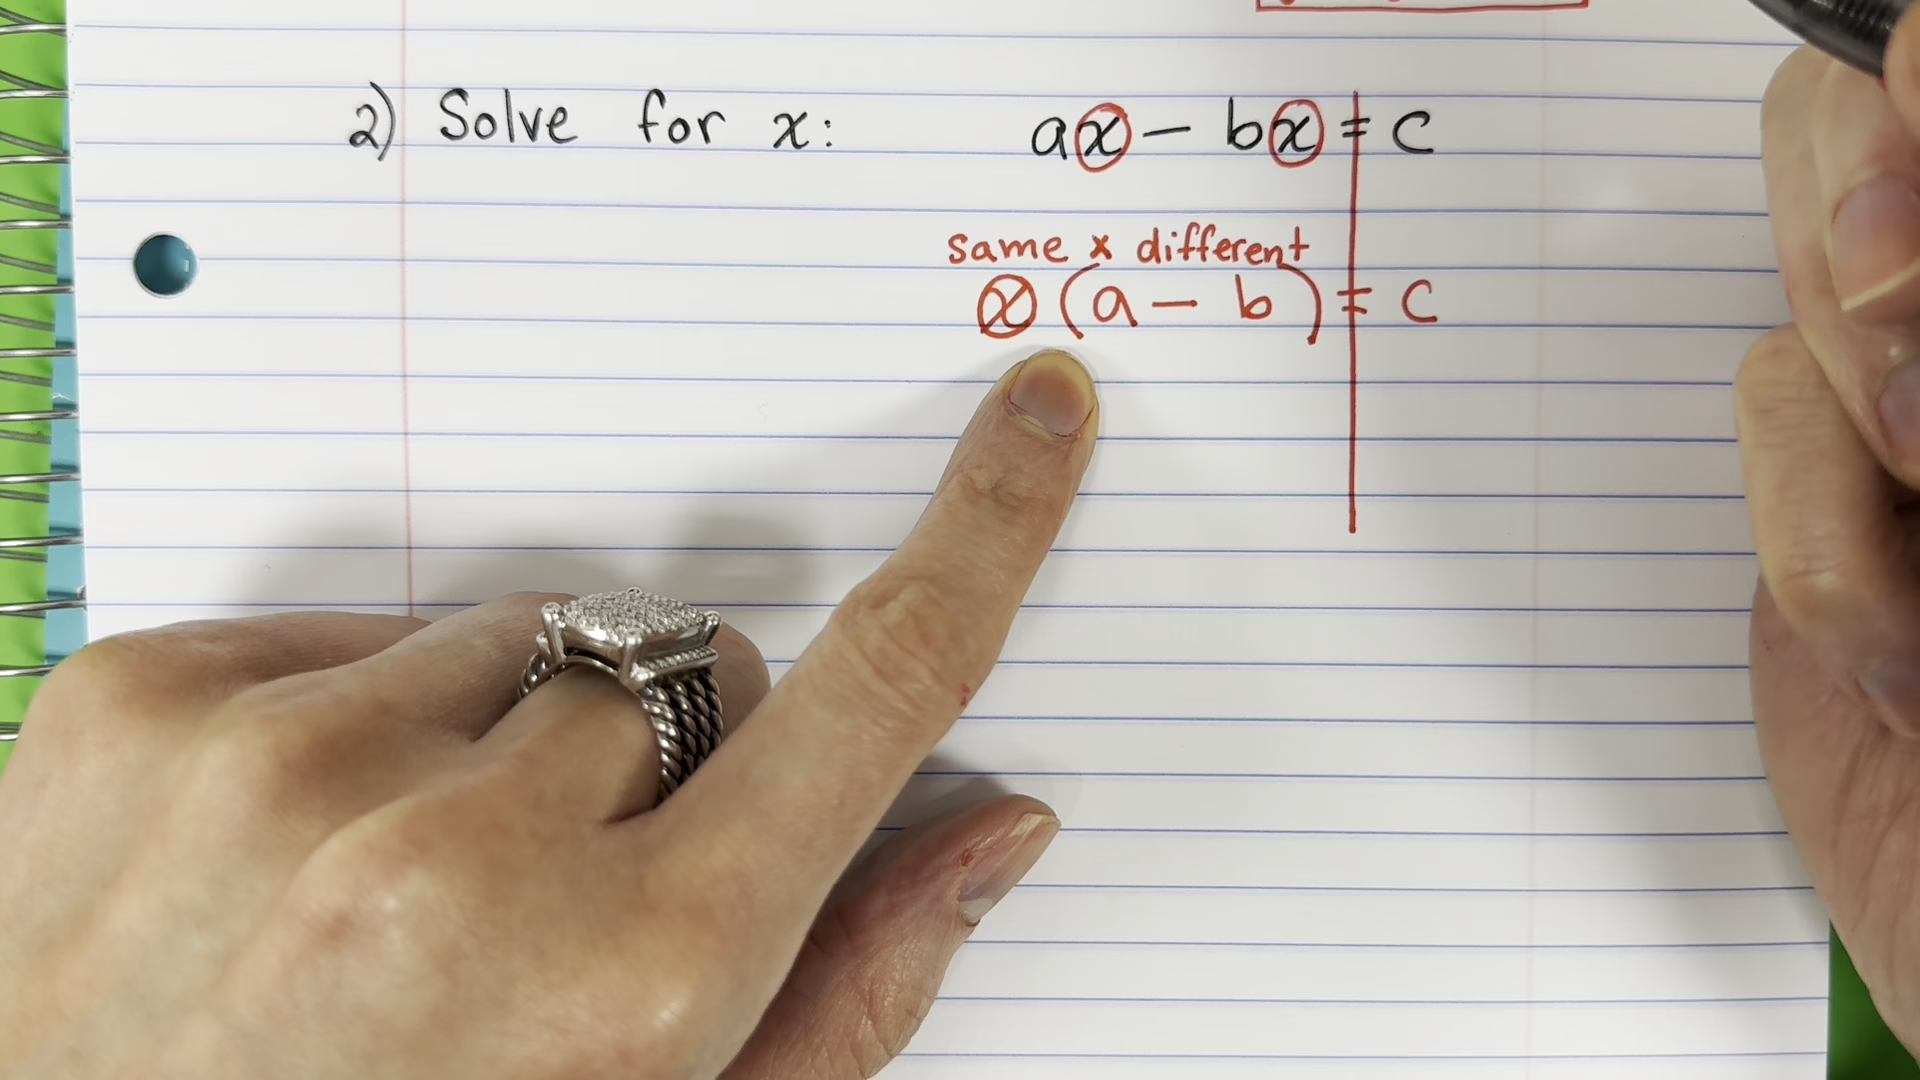 2) Solve for x: ax - bx = c
same x different
x (a - b) = c